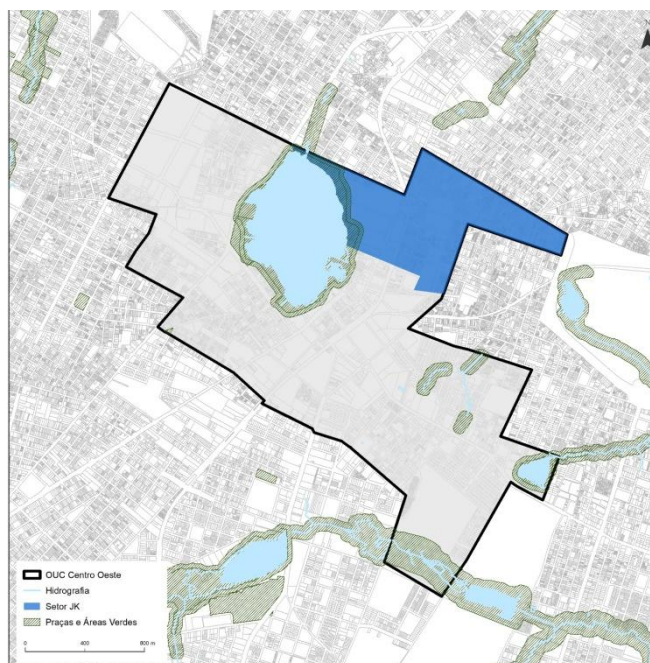 OUC Centro Oeste
Hidrografia
Setor JK
Praças e Áreas Verdes
0 400 800 m